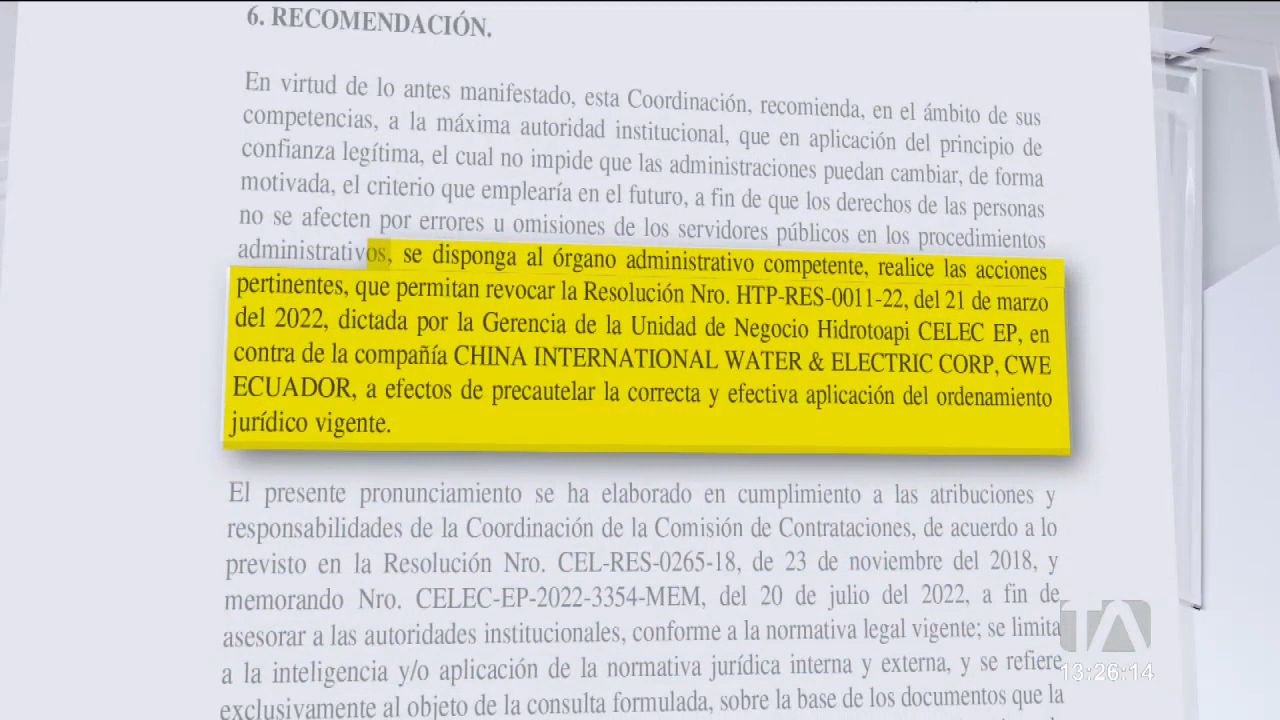 6. RECOMENDACIÓN.
En virtud de lo antes manifestado, esta Coordinación, recomienda, en el ámbito de sus
competencias, a la máxima autoridad institucional, que en aplicación del principio de
confianza legítima, el cual no impide que las administraciones puedan cambiar, de forma
motivada, el criterio que emplearía en el futuro, a fin de que los derechos de las personas
no se afecten por errores u omisiones de los servidores públicos en los procedimientos
administrativos, se disponga al órgano administrativo competente, realice las acciones
pertinentes, que permitan revocar la Resolución Nro. HTP-RES-0011-22, del 21 de marzo
del 2022, dictada por la Gerencia de la Unidad de Negocio Hidrotoapi CELEC EP, en
contra de la compañía CHINA INTERNATIONAL WATER & ELECTRIC CORP, CWE
ECUADOR, a efectos de precautelar la correcta y efectiva aplicación del ordenamiento
jurídico vigente.
El presente pronunciamiento se ha elaborado en cumplimiento a las atribuciones y
responsabilidades de la Coordinación de la Comisión de Contrataciones, de acuerdo a lo
previsto en la Resolución Nro. CEL-RES-0265-18, de 23 de noviembre del 2018, y
memorando Nro. CELEC-EP-2022-3354-MEM, del 20 de julio del 2022, a fin de
asesorar a las autoridades institucionales, conforme a la normativa legal vigente; se limita
a la inteligencia y/o aplicación de la normativa jurídica interna y externa, y se refiere
exclusivamente al objeto de la consulta formulada, sobre la base de los documentos que la
TA
13:26:14